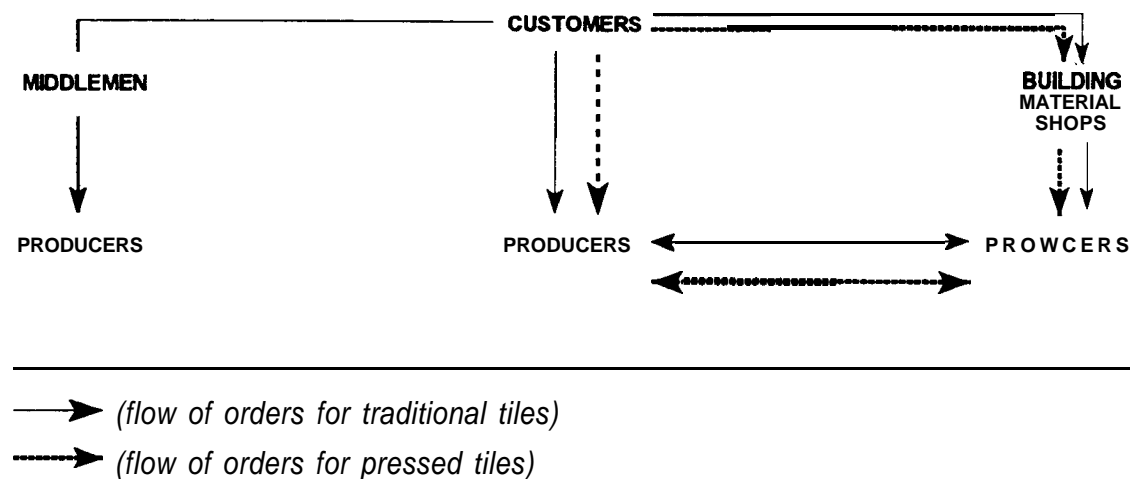 CUSTOMERS
MIDDLEMEN
BUILDING
MATERIAL
SHOPS
PRODUCERS
PRODUCERS
PROWCERS
(flow of orders for traditional tiles)
(flow of orders for pressed tiles)